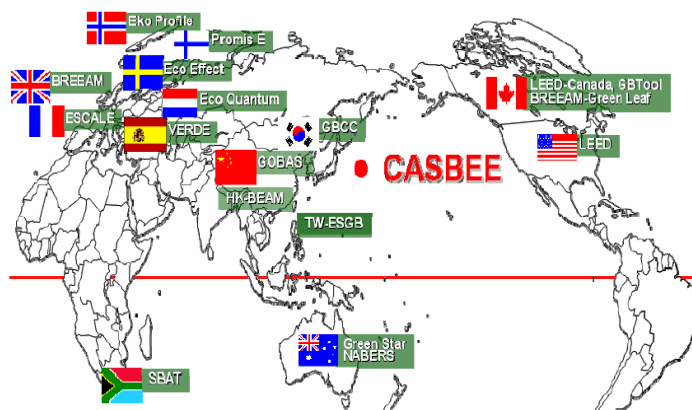 Eko Profile
Promis E
Eco Effect
BREEAM
Eco Quantum
ESCALE
VERDE
GBCC
GOBAS
HK-BEAM
TW-ESGB
CASBEE
LEED-Canada, GBTool
BREEAM-Green Leaf
LEED
Green Star
NABERS
SBAT